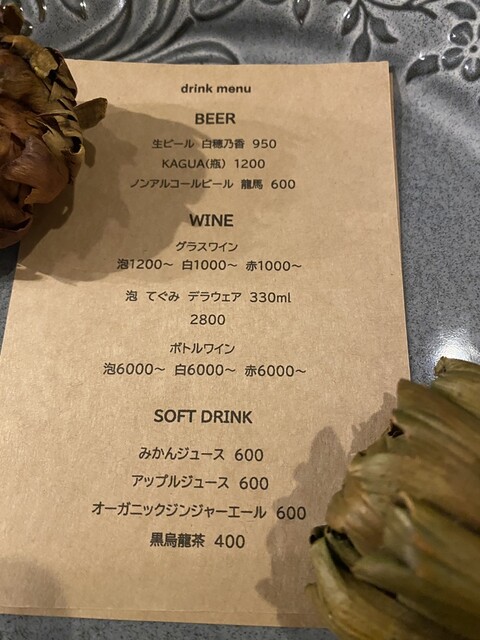 drink menu
BEER
生ビール 白穂乃香 950
KAGUA(瓶) 1200
ノンアルコールビール 龍馬 600
WINE
グラスワイン
泡1200〜 白1000〜 赤1000〜
泡 てぐみ デラウェア 330ml
2800
ボトルワイン
泡6000〜 白6000〜 赤6000〜
SOFT DRINK
みかんジュース 600
アップルジュース 600
オーガニックジンジャーエール 600
黒烏龍茶 400